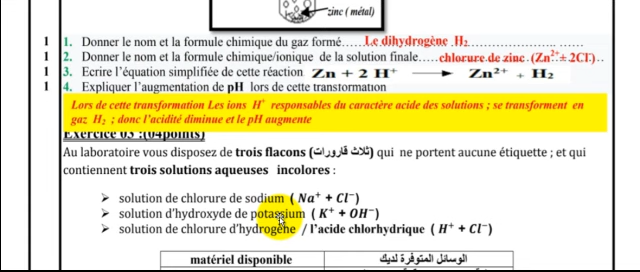 zinc ( métal)
1 1. Donner le nom et la formule chimique du gaz formé.....Le dihydrogène H₂.....................
1 2. Donner le nom et la formule chimique/ionique de la solution finale.....chlorure de zinc (Zn²⁺+ 2Cl⁻)..
1 3. Ecrire l'équation simplifiée de cette réaction Zn + 2 H⁺ ⟶ Zn²⁺ + H₂
1 4. Expliquer l'augmentation de pH lors de cette transformation
Lors de cette transformation Les ions H⁺ responsables du caractère acide des solutions ; se transforment en
gaz H₂ ; donc l'acidité diminue et le pH augmente
Exercice 03 :(04points)
Au laboratoire vous disposez de trois flacons (ثلاث قارورات) qui ne portent aucune étiquette ; et qui
contiennent trois solutions aqueuses incolores :
➢ solution de chlorure de sodium ( Na⁺ + Cl⁻)
➢ solution d'hydroxyde de potassium ( K⁺ + OH⁻)
➢ solution de chlorure d'hydrogène / l'acide chlorhydrique ( H⁺ + Cl⁻)
matériel disponible الوسائل المتوفرة لديك